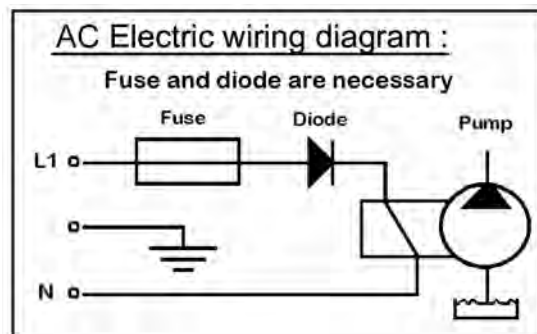 AC Electric wiring diagram :
Fuse and diode are necessary
Fuse Diode Pump
L1
N